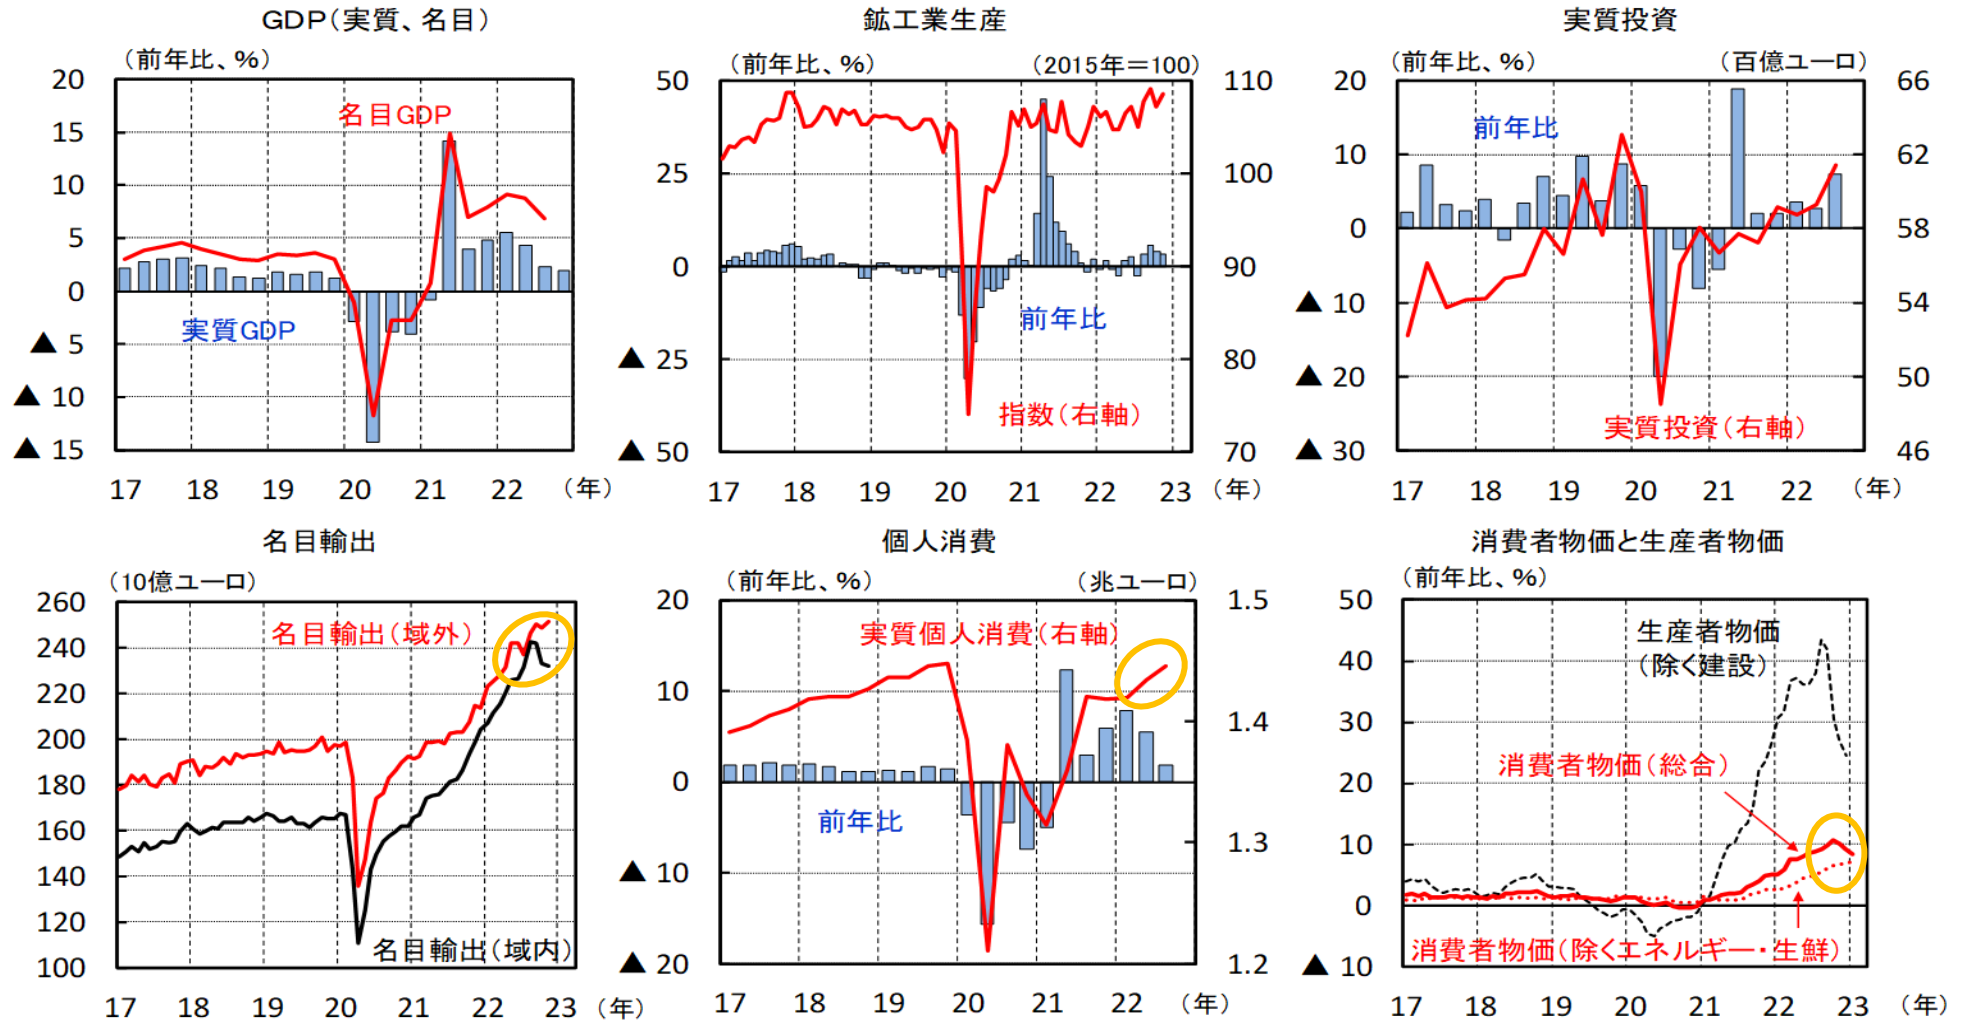 GDP(実質、名目)
(前年比、%)
20
15
10
5
0
▲ 5
▲ 10
▲ 15
名目GDP
実質GDP
17 18 19 20 21 22 (年)
鉱工業生産
(前年比、%) (2015年=100)
50
25
0
▲ 25
▲ 50
110
100
90
80
70
前年比
指数(右軸)
17 18 19 20 21 22 23 (年)
実質投資
(前年比、%) (百億ユーロ)
20
10
0
▲ 10
▲ 20
▲ 30
66
62
58
54
50
46
前年比
実質投資(右軸)
17 18 19 20 21 22 (年)
名目輸出
(10億ユーロ)
260
240
220
200
180
160
140
120
100
名目輸出(域外)
名目輸出(域内)
17 18 19 20 21 22 23 (年)
個人消費
(前年比、%) (兆ユーロ)
20
10
0
▲ 10
▲ 20
1.5
1.4
1.3
1.2
実質個人消費(右軸)
前年比
17 18 19 20 21 22 (年)
消費者物価と生産者物価
(前年比、%)
50
40
30
20
10
0
▲ 10
生産者物価
(除く建設)
消費者物価(総合)
消費者物価(除くエネルギー・生鮮)
17 18 19 20 21 22 23 (年)